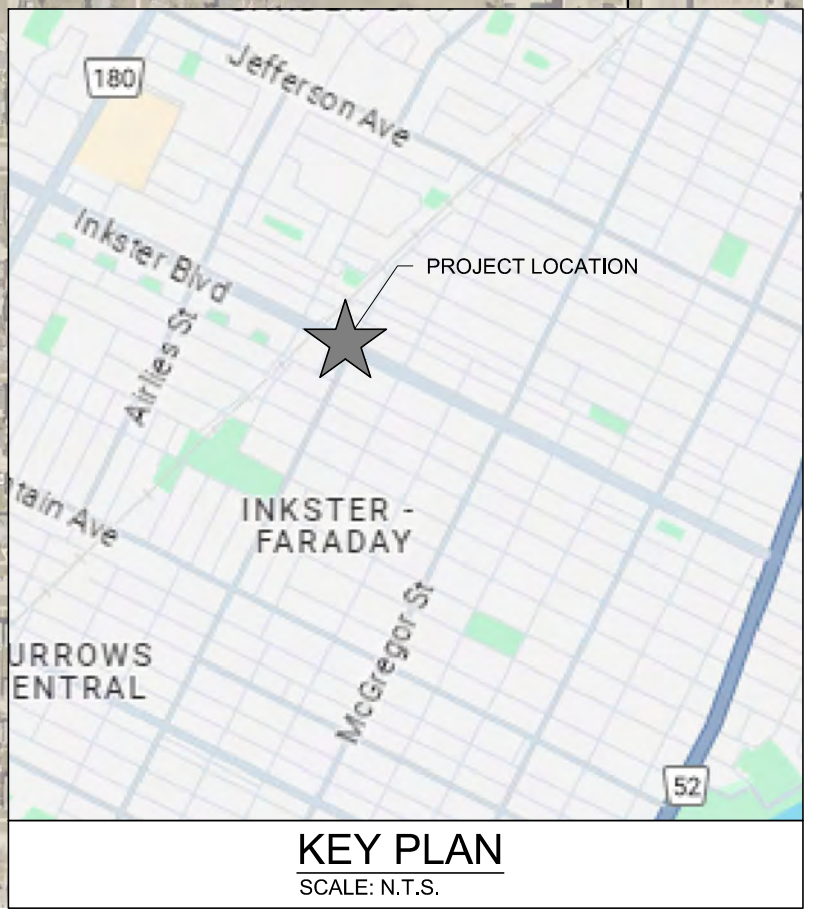 180
Jefferson Ave
Inkster Blvd
PROJECT LOCATION
Airlies St
ntain Ave
INKSTER -
FARADAY
McGregor St
URROWS
ENTRAL
52
KEY PLAN
SCALE: N.T.S.